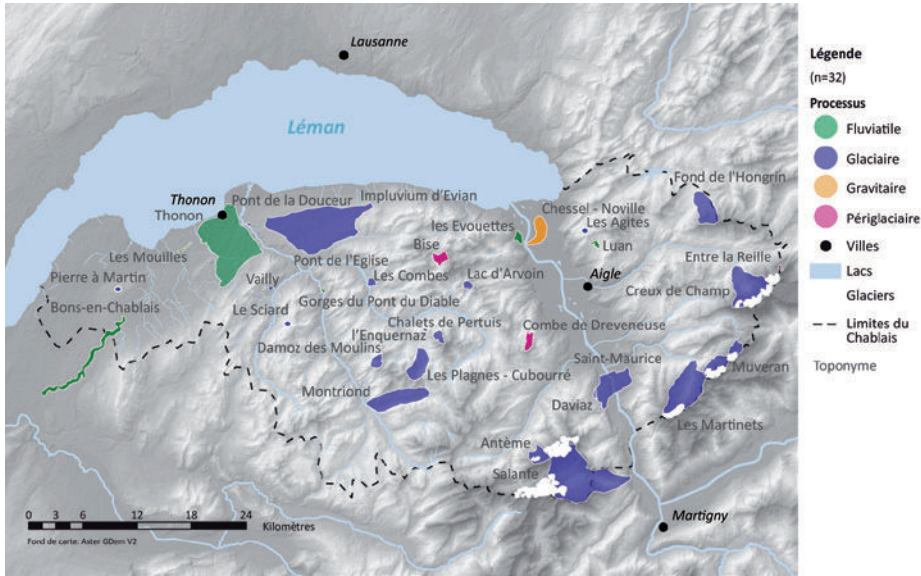 Lausanne
Léman
Fond de l'Hongrin
Thonon
Pont de la Douceur
Impluvium d'Evian
Thonon
Chessel - Noville
les Evouettes
Les Agites
Luan
Les Mouilles
Bise
Pont de l'Eglise
Entre la Reille
Pierre à Martin
Vailly
Les Combes
Lac d'Arvoin
Aigle
Creux de Champ
Bons-en-Chablais
Gorges du Pont du Diable
Le Sciard
Chalets de Pertuis
Combe de Dreveneuse
l'Enquernaz
Damoz des Moulins
Saint-Maurice
Muveran
Les Plagnes - Cubourré
Montriond
Daviaz
Les Martinets
Antème
Salanfe
Martigny
0 3 6 12 18 24
Kilomètres
Fond de carte: Aster GDem V2
Légende
(n=32)
Processus
Fluviatile
Glaciaire
Gravitaire
Périglaciaire
Villes
Lacs
Glaciers
Limites du
Chablais
Toponyme